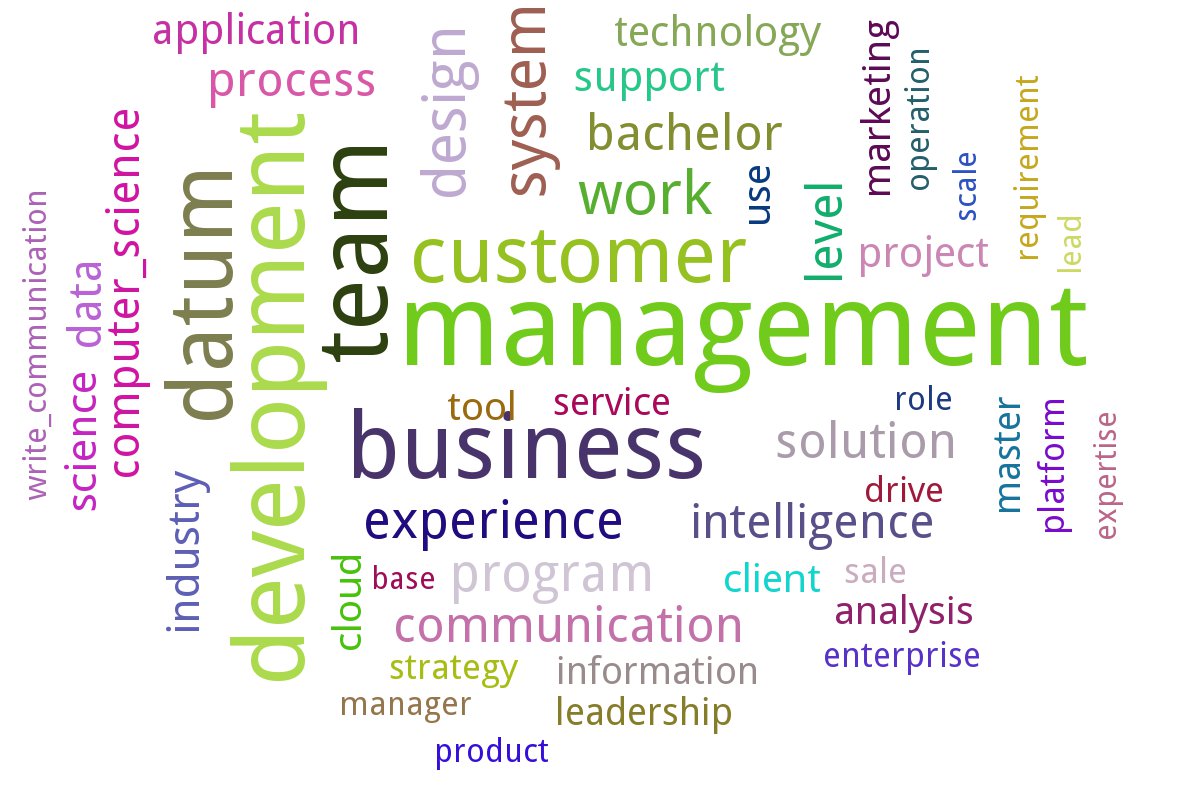 application
process
design
system
technology
support
bachelor
work
use
marketing
operation
scale
requirement
lead
level
project
customer
management
team
development
datum
computer_science
data
science
write_communication
industry
tool
service
business
role
solution
drive
master
platform
expertise
experience
intelligence
cloud
base
program
client
sale
communication
analysis
strategy
information
enterprise
manager
leadership
product